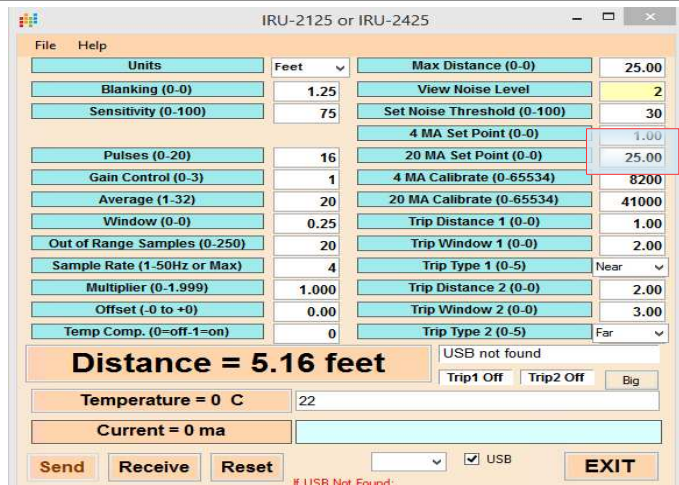 IRU-2125 or IRU-2425
File Help
Units Feet Max Distance (0-0) 25.00
Blanking (0-0) 1.25 View Noise Level 2
Sensitivity (0-100) 75 Set Noise Threshold (0-100) 30
4 MA Set Point (0-0) 1.00
Pulses (0-20) 16 20 MA Set Point (0-0) 25.00
Gain Control (0-3) 1 4 MA Calibrate (0-65534) 8200
Average (1-32) 20 20 MA Calibrate (0-65534) 41000
Window (0-0) 0.25 Trip Distance 1 (0-0) 1.00
Out of Range Samples (0-250) 20 Trip Window 1 (0-0) 2.00
Sample Rate (1-50Hz or Max) 4 Trip Type 1 (0-5) Near
Multiplier (0-1.999) 1.000 Trip Distance 2 (0-0) 2.00
Offset (-0 to +0) 0.00 Trip Window 2 (0-0) 3.00
Temp Comp. (0=off-1=on) 0 Trip Type 2 (0-5) Far
Distance = 5.16 feet USB not found
Trip1 Off Trip2 Off Big
Temperature = 0 C 22
Current = 0 ma
Send Receive Reset USB EXIT
If USB Not Found: